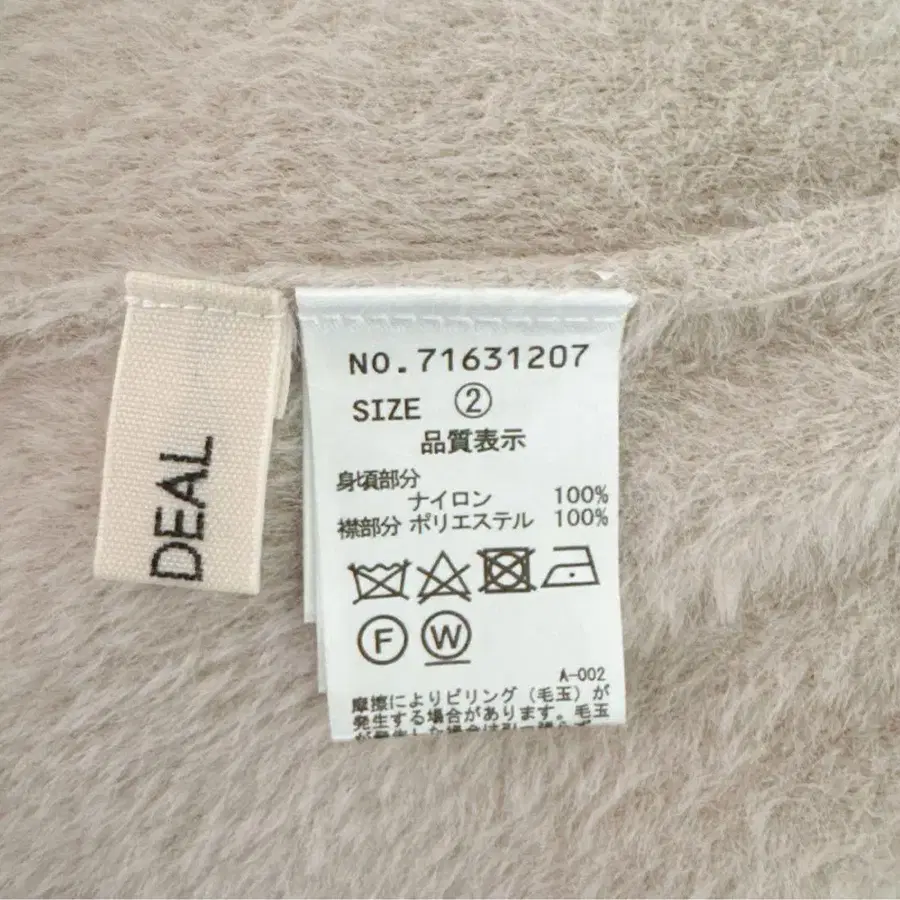 DEAL
NO.71631207
SIZE ②
品質表示
身頃部分
ナイロン 100%
襟部分 ポリエステル 100%
F W
A-002
摩擦によりピリング(毛玉)が
発生する場合があります。毛玉